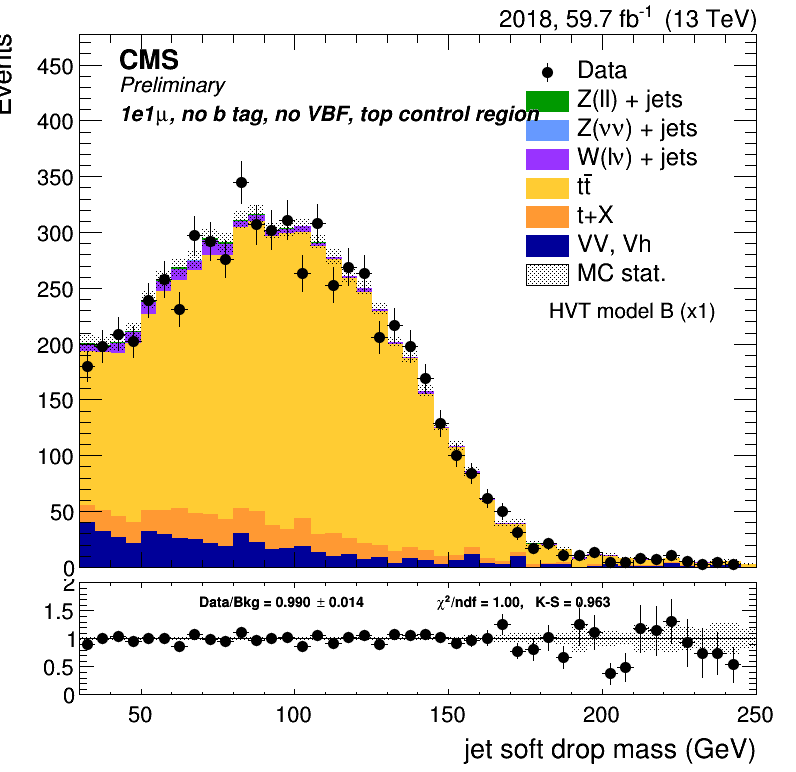 2018, 59.7 fb⁻¹ (13 TeV)
Events
CMS
Preliminary
1e1μ, no b tag, no VBF, top control region
Data
Z(ll) + jets
Z(νν) + jets
W(lν) + jets
tt̄
t+X
VV, Vh
MC stat.
HVT model B (x1)
450
400
350
300
250
200
150
100
50
0
Data/Bkg = 0.990 ± 0.014
χ²/ndf = 1.00, K-S = 0.963
2
1.5
1
0.5
0
50 100 150 200 250
jet soft drop mass (GeV)